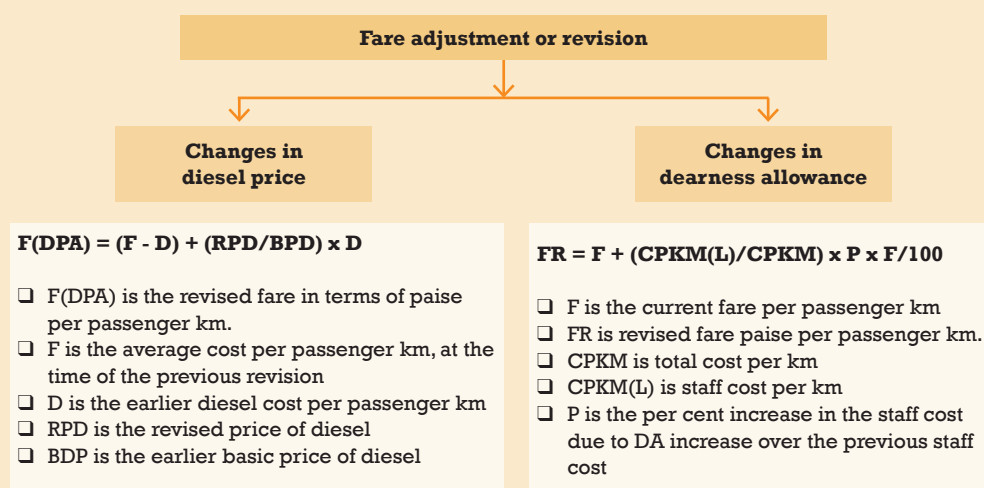 Fare adjustment or revision
Changes in
diesel price
Changes in
dearness allowance
F(DPA) = (F - D) + (RPD/BPD) x D
❑ F(DPA) is the revised fare in terms of paise
per passenger km.
❑ F is the average cost per passenger km, at the
time of the previous revision
❑ D is the earlier diesel cost per passenger km
❑ RPD is the revised price of diesel
❑ BDP is the earlier basic price of diesel
FR = F + (CPKM(L)/CPKM) x P x F/100
❑ F is the current fare per passenger km
❑ FR is revised fare paise per passenger km.
❑ CPKM is total cost per km
❑ CPKM(L) is staff cost per km
❑ P is the per cent increase in the staff cost
due to DA increase over the previous staff
cost